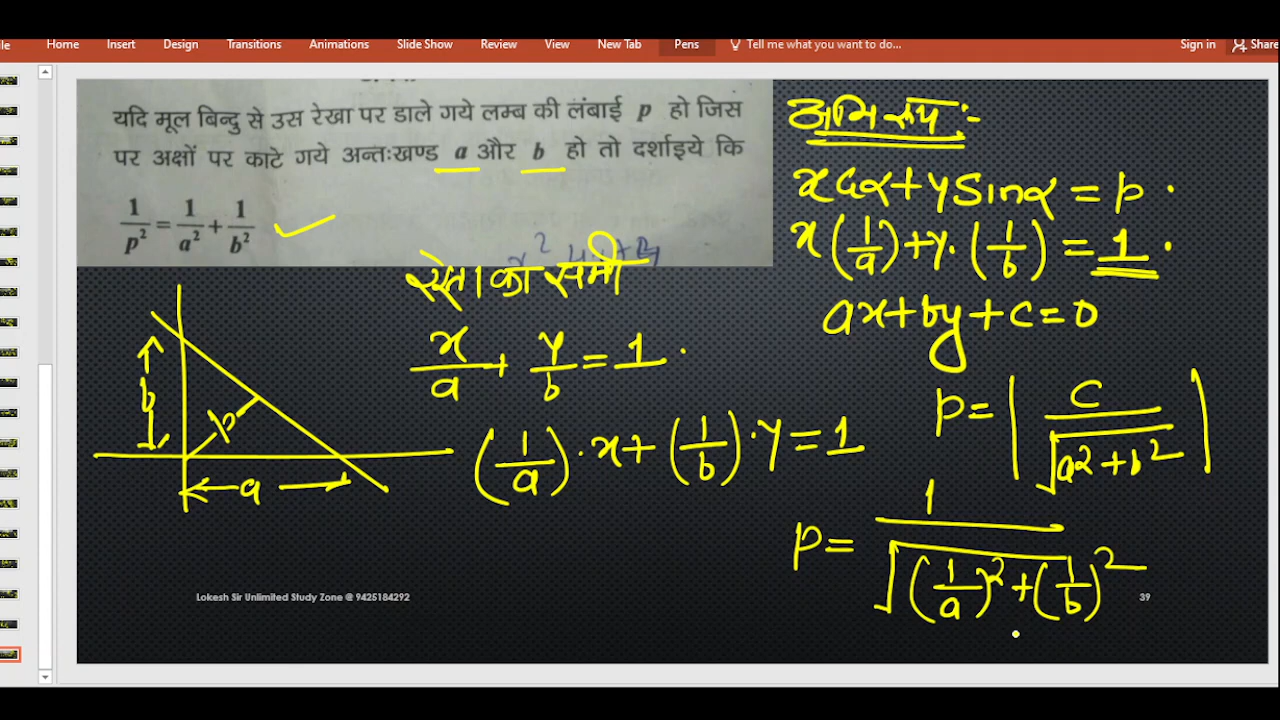 Home Insert Design Transitions Animations Slide Show Review View New Tab Pens Tell me what you want to do... Sign in Share
यदि मूल बिन्दु से उस रेखा पर डाले गये लम्ब की लंबाई p हो जिस
पर अक्षों पर काटे गये अन्तःखण्ड a और b हो तो दर्शाइये कि
1/p² = 1/a² + 1/b²
रेखा का समी
x/a + y/b = 1
(1/a)·x + (1/b)·y = 1
b
p
a
अभि रूप :-
x cosα + y sinα = p
x(1/a) + y·(1/b) = 1
ax + by + c = 0
p = | c/√(a² + b²) |
p = 1/√((1/a)² + (1/b)²)
Lokesh Sir Unlimited Study Zone @ 9425184292
39